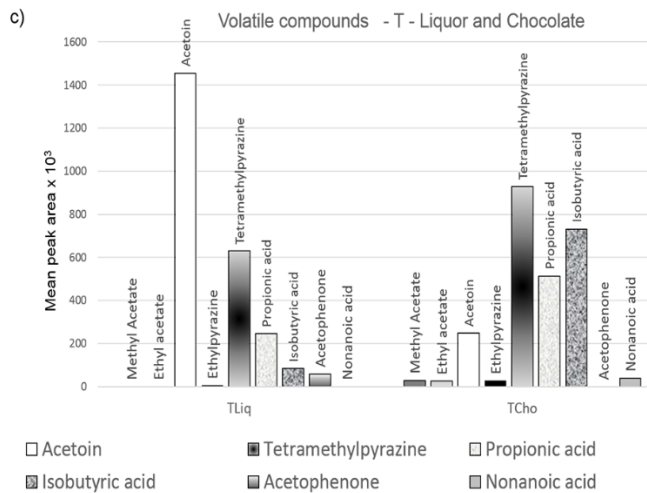 c)
Volatile compounds - T - Liquor and Chocolate
Mean peak area x 10³
1600
1400
1200
1000
800
600
400
200
0
Methyl Acetate
Ethyl acetate
Acetoin
Ethylpyrazine
Tetramethylpyrazine
Propionic acid
Isobutyric acid
Acetophenone
Nonanoic acid
Methyl Acetate
Ethyl acetate
Acetoin
Ethylpyrazine
Tetramethylpyrazine
Propionic acid
Isobutyric acid
Acetophenone
Nonanoic acid
TLiq TCho
Acetoin Tetramethylpyrazine Propionic acid
Isobutyric acid Acetophenone Nonanoic acid